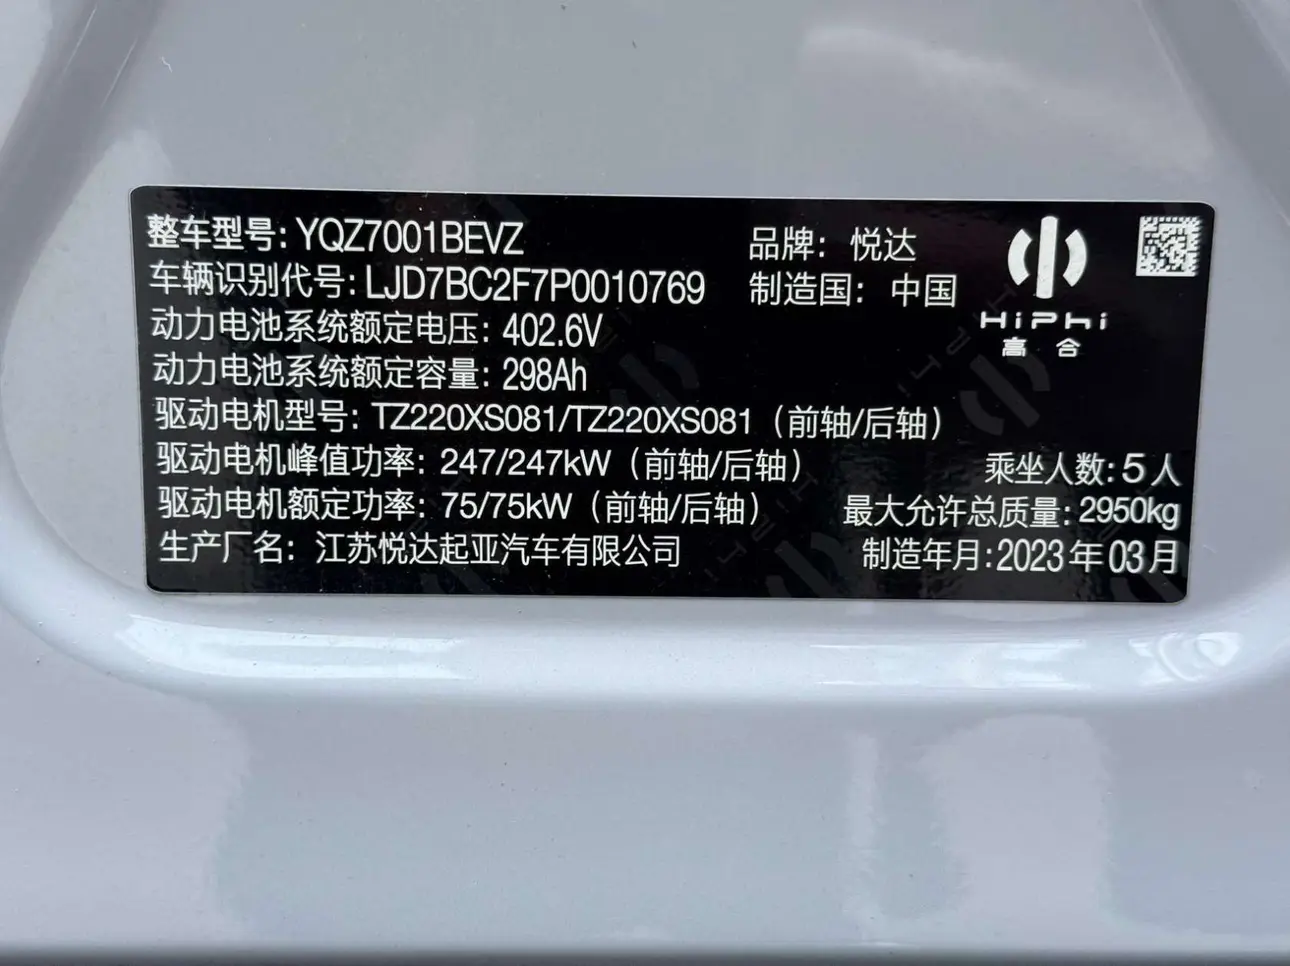 整车型号: YQZ7001BEVZ
品牌: 悦达
车辆识别代号: LJD7BC2F7P0010769
制造国: 中国
HiPhi
高合
动力电池系统额定电压: 402.6V
动力电池系统额定容量: 298Ah
驱动电机型号: TZ220XS081/TZ220XS081（前轴/后轴）
驱动电机峰值功率: 247/247kW（前轴/后轴）
乘坐人数: 5人
驱动电机额定功率: 75/75kW（前轴/后轴）
最大允许总质量: 2950kg
生产厂名: 江苏悦达起亚汽车有限公司
制造年月: 2023年03月